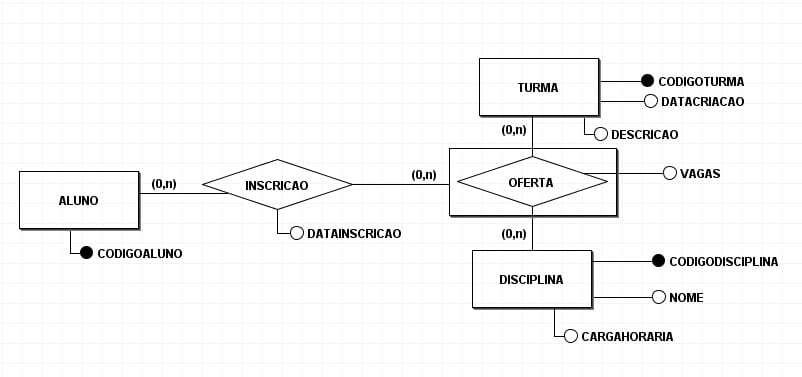 TURMA
CODIGOTURMA
DATACRIACAO
DESCRICAO
(0,n)
ALUNO
(0,n)
INSCRICAO
(0,n)
OFERTA
VAGAS
CODIGOALUNO
DATAINSCRICAO
(0,n)
DISCIPLINA
CODIGODISCIPLINA
NOME
CARGAHORARIA